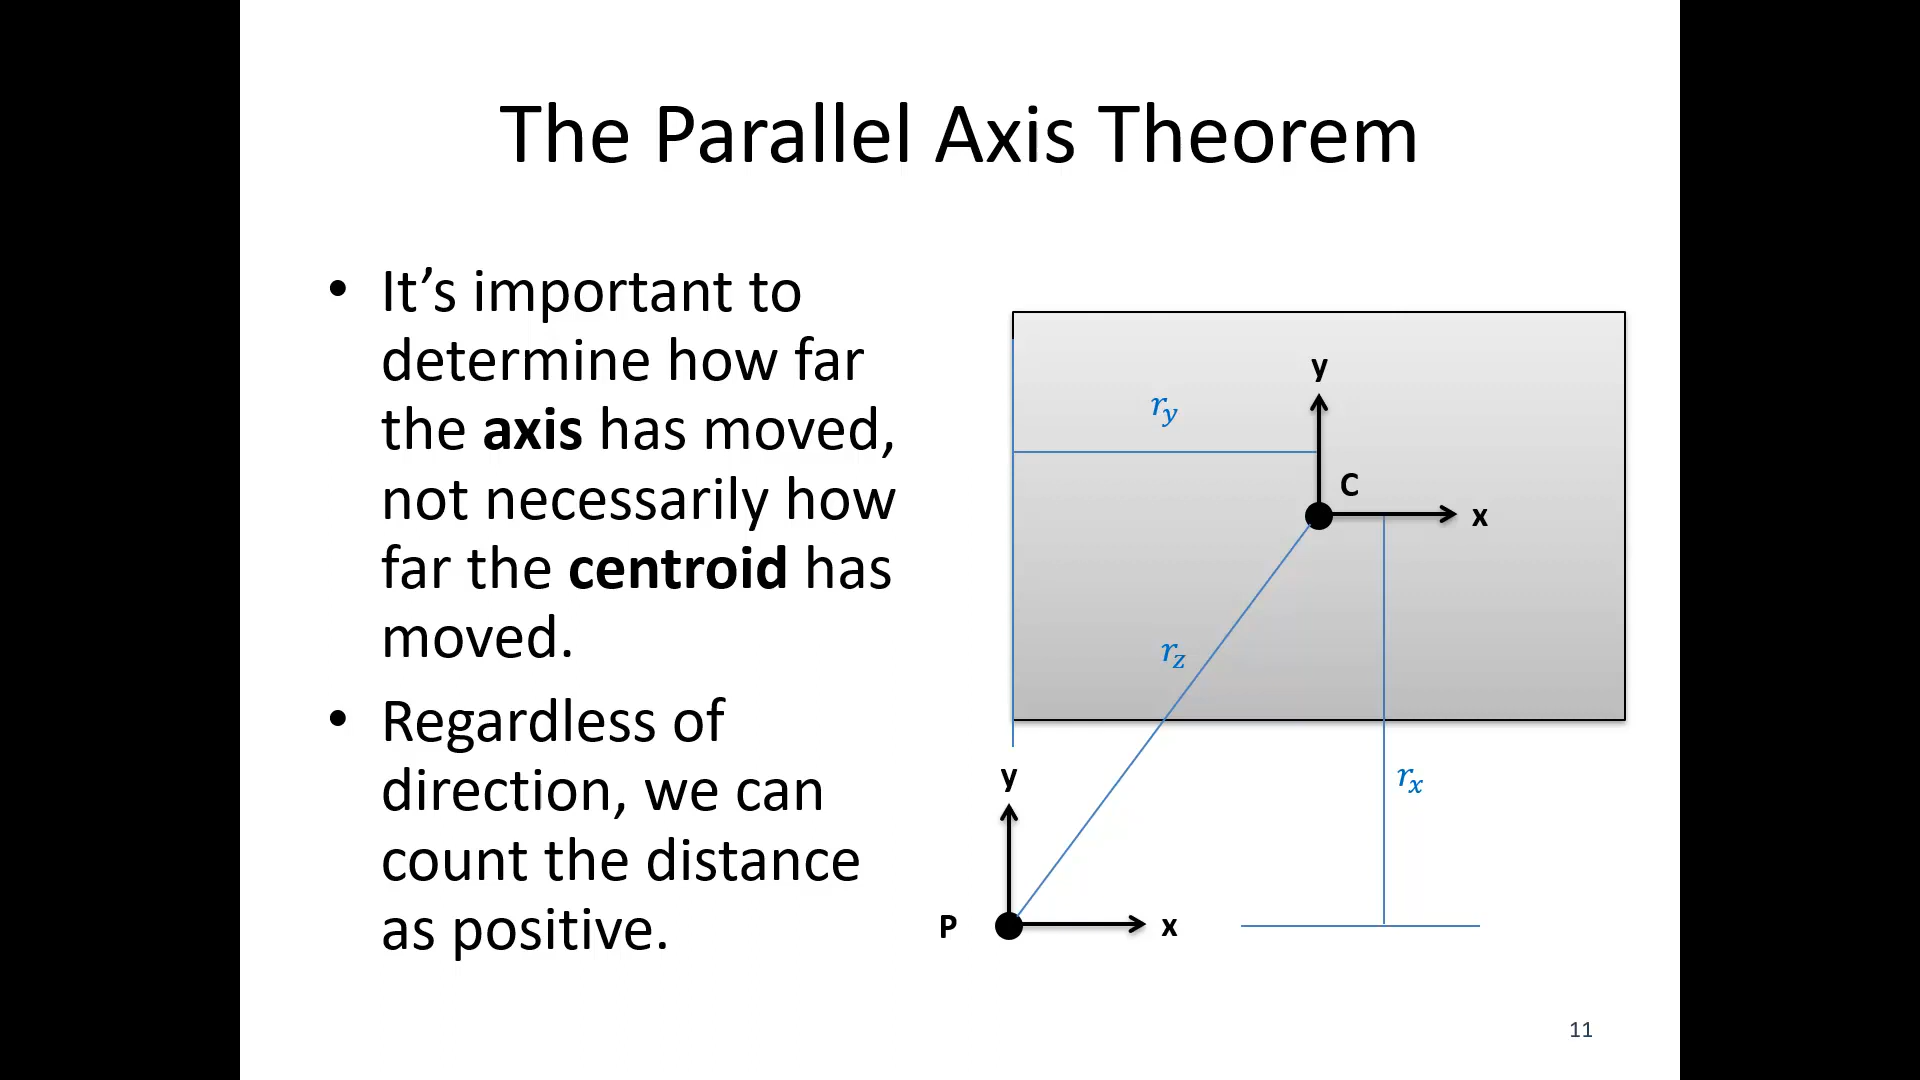 The Parallel Axis Theorem
• It’s important to
determine how far
the axis has moved,
not necessarily how
far the centroid has
moved.
• Regardless of
direction, we can
count the distance
as positive.
y
r_y
C
x
r_z
y
r_x
P
x
11